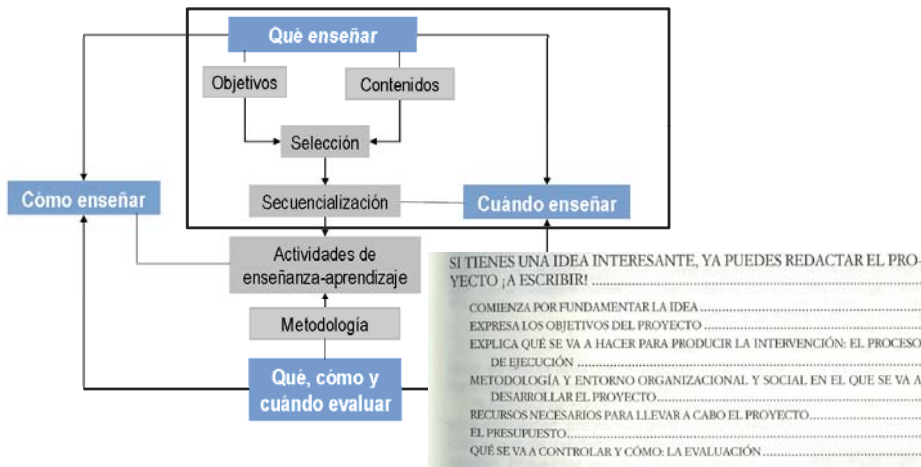 Qué enseñar
Objetivos
Contenidos
Selección
Cómo enseñar
Secuencialización
Cuándo enseñar
Actividades de
enseñanza-aprendizaje
Metodología
Qué, cómo y
cuándo evaluar
SI TIENES UNA IDEA INTERESANTE, YA PUEDES REDACTAR EL PRO-
YECTO ¡A ESCRIBIR! ........................................
COMIENZA POR FUNDAMENTAR LA IDEA ........................................
EXPRESA LOS OBJETIVOS DEL PROYECTO ........................................
EXPLICA QUÉ SE VA A HACER PARA PRODUCIR LA INTERVENCIÓN: EL PROCESO
DE EJECUCIÓN ........................................
METODOLOGÍA Y ENTORNO ORGANIZACIONAL Y SOCIAL EN EL QUE SE VA A
DESARROLLAR EL PROYECTO........................................
RECURSOS NECESARIOS PARA LLEVAR A CABO EL PROYECTO........................................
EL PRESUPUESTO........................................
QUÉ SE VA A CONTROLAR Y CÓMO: LA EVALUACIÓN........................................